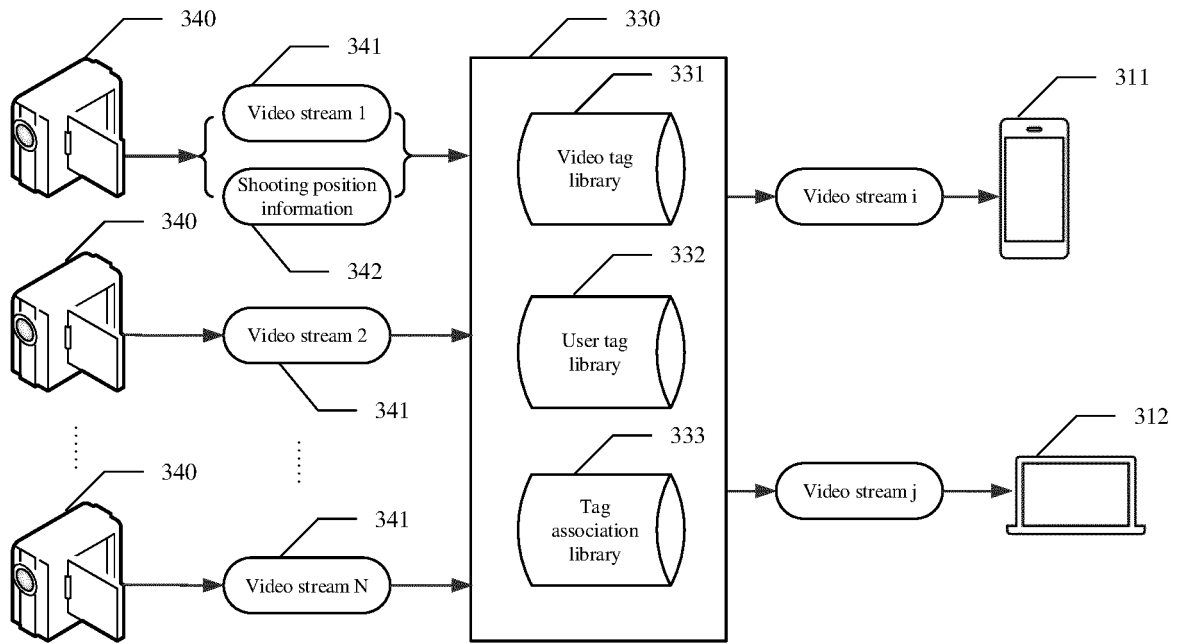 340
341
330
331
311
Video stream 1
Video tag
library
Shooting position
information
Video stream i
340
342
332
Video stream 2
User tag
library
341
333
312
340
341
Video stream j
Tag
association
library
Video stream N